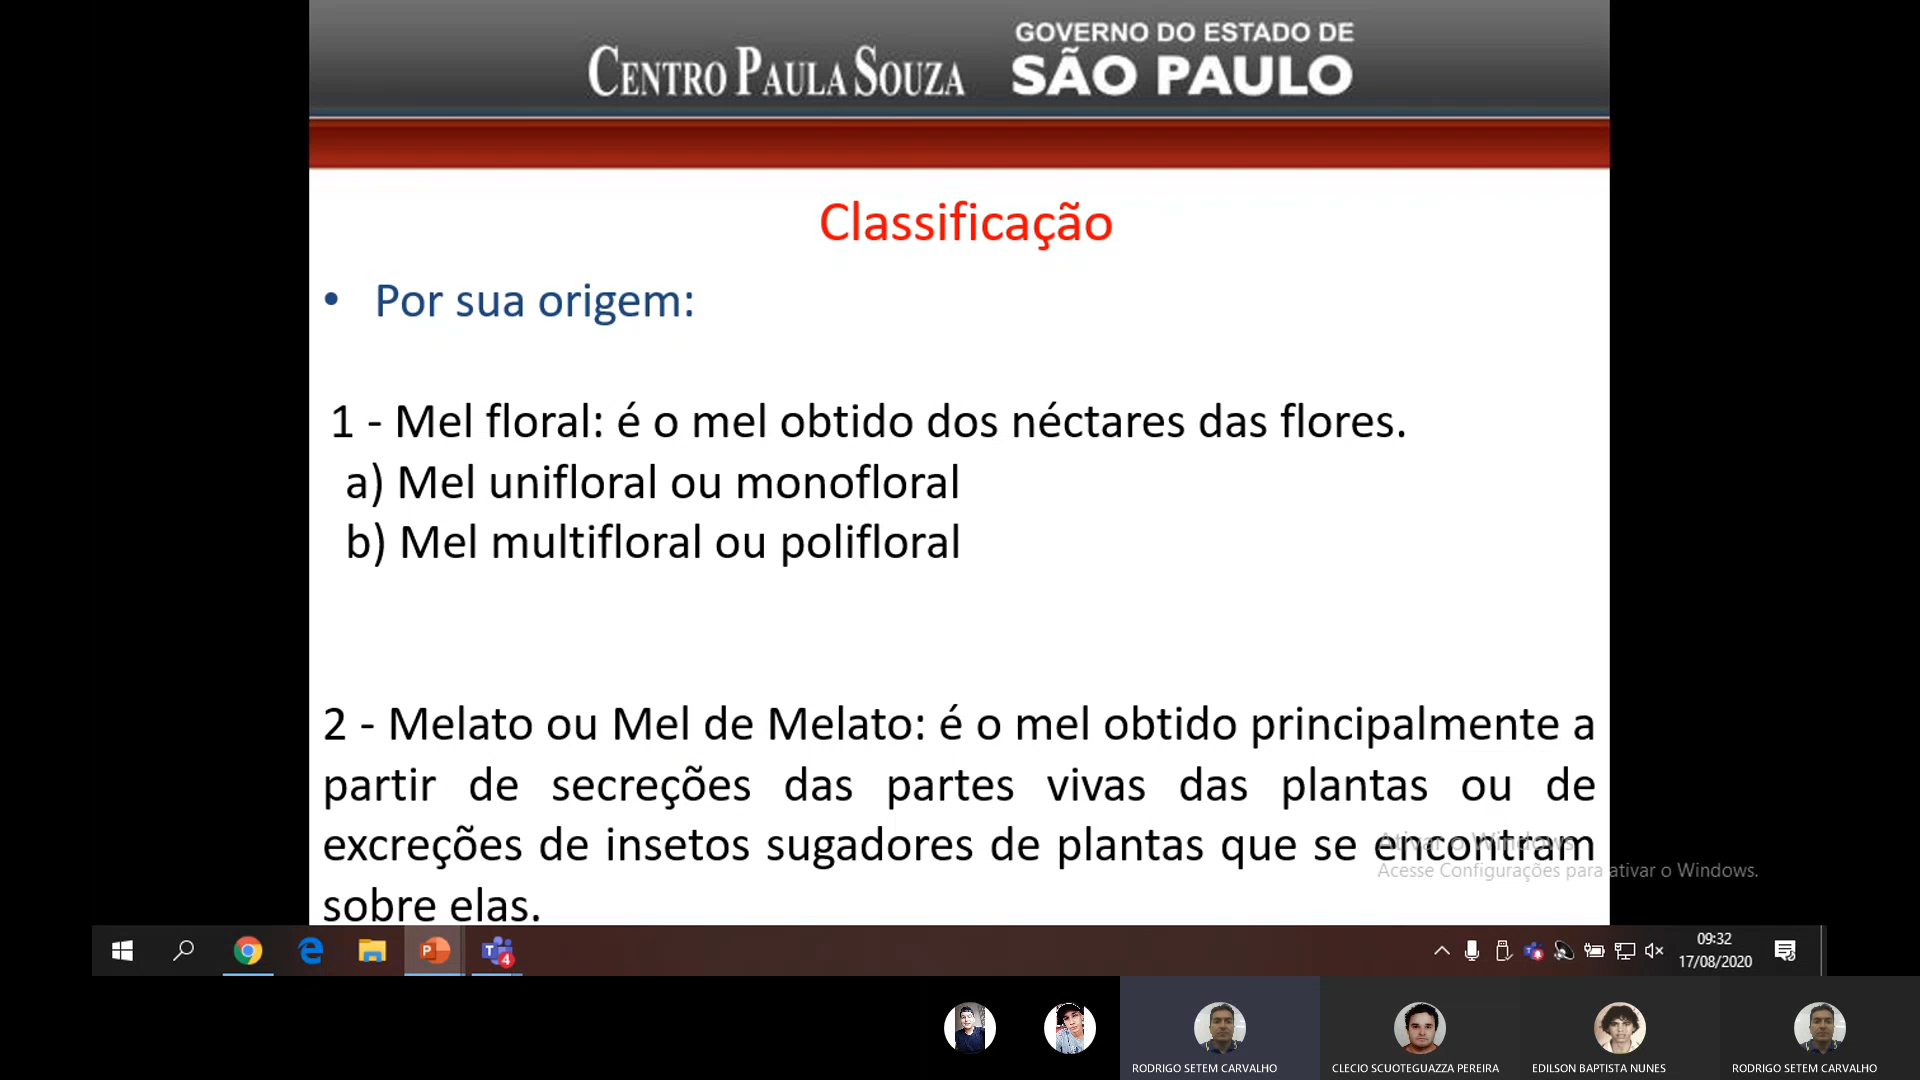 CENTRO PAULA SOUZA
GOVERNO DO ESTADO DE
SÃO PAULO
Classificação
• Por sua origem:
1 - Mel floral: é o mel obtido dos néctares das flores.
a) Mel unifloral ou monofloral
b) Mel multifloral ou polifloral
2 - Melato ou Mel de Melato: é o mel obtido principalmente a
partir de secreções das partes vivas das plantas ou de
excreções de insetos sugadores de plantas que se encontram
sobre elas.
Ativar o Windows
Acesse Configurações para ativar o Windows.
P
T
4
09:32
17/08/2020
RODRIGO SETEM CARVALHO
CLECIO SCUOTEGUAZZA PEREIRA
EDILSON BAPTISTA NUNES
RODRIGO SETEM CARVALHO